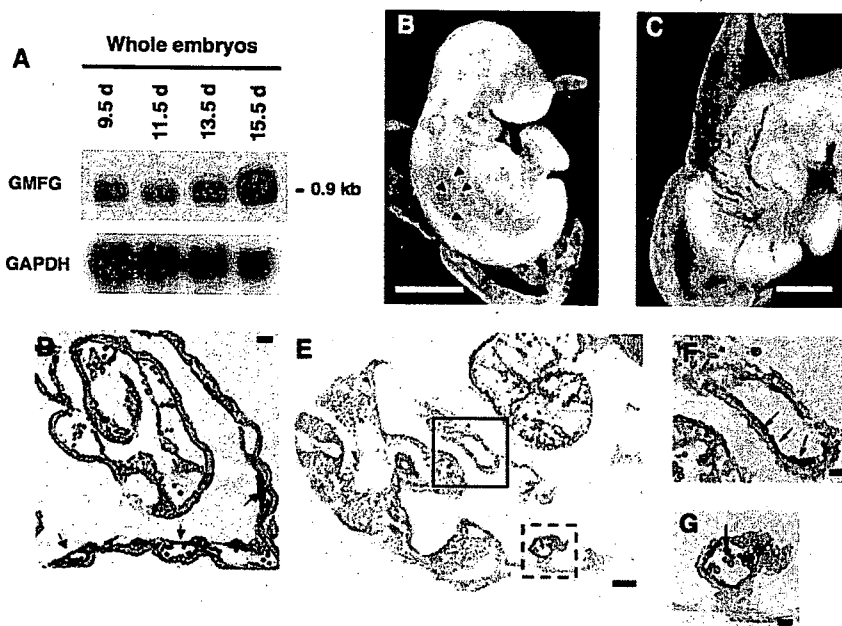 A
Whole embryos
9.5 d
11.5 d
13.5 d
15.5 d
GMFG
- 0.9 kb
GAPDH
B
C
D
E
F
G